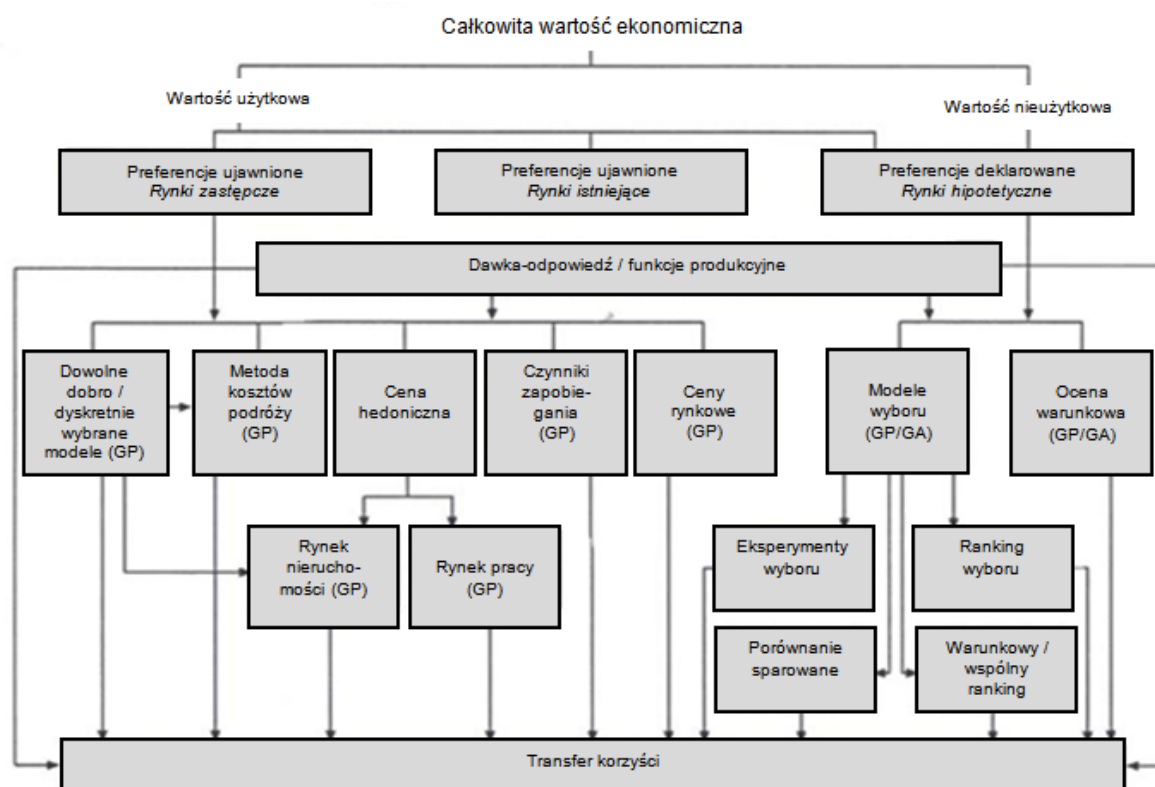 Całkowita wartość ekonomiczna
Wartość użytkowa
Wartość nieużytkowa
Preferencje ujawnione
Rynki zastępcze
Preferencje ujawnione
Rynki istniejące
Preferencje deklarowane
Rynki hipotetyczne
Dawka-odpowiedź / funkcje produkcyjne
Dowolne
dobro /
dyskretnie
wybrane
modele (GP)
Metoda
kosztów
podróży
(GP)
Cena
hedoniczna
Czynniki
zapobie-
gania
(GP)
Ceny
rynkowe
(GP)
Modele
wyboru
(GP/GA)
Ocena
warunkowa
(GP/GA)
Rynek
nierucho-
mości (GP)
Rynek pracy
(GP)
Eksperymenty
wyboru
Ranking
wyboru
Porównanie
sparowane
Warunkowy /
wspólny
ranking
Transfer korzyści